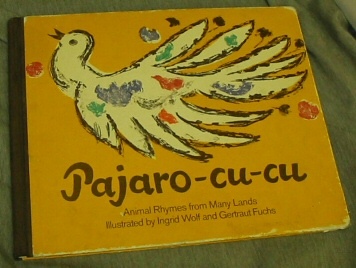 Pajaro-cu-cu
Animal Rhymes from Many Lands
Illustrated by Ingrid Wolf and Gertraut Fuchs